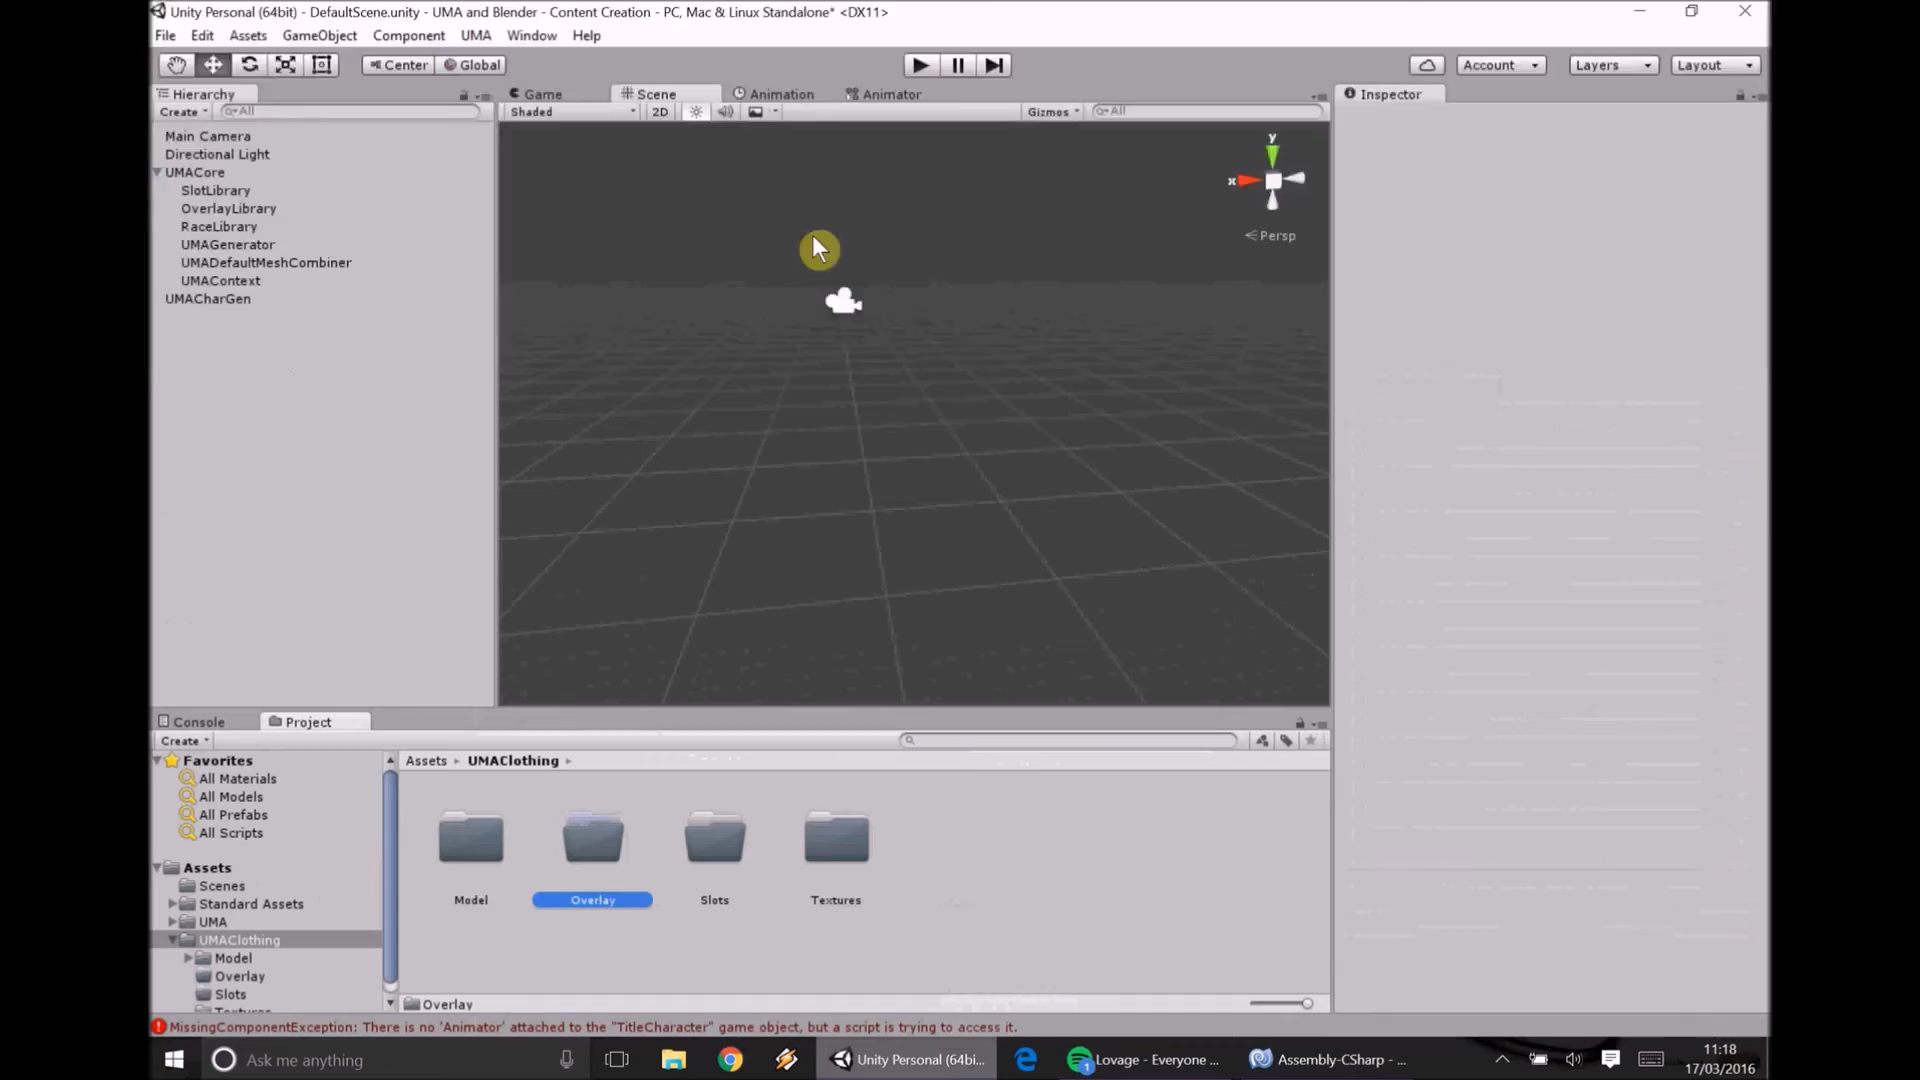 Unity Personal (64bit) - DefaultScene.unity - UMA and Blender - Content Creation - PC, Mac & Linux Standalone* <DX11>
File Edit Assets GameObject Component UMA Window Help
Center Global Account Layers Layout
Hierarchy Game Scene Animation Animator Inspector
Create All Shaded 2D Gizmos All
Main Camera
Directional Light
UMACore
SlotLibrary
OverlayLibrary
RaceLibrary
UMAGenerator
UMADefaultMeshCombiner
UMAContext
UMACharGen
y
x
Persp
Console Project
Create
Favorites
All Materials
All Models
All Prefabs
All Scripts
Assets
Scenes
Standard Assets
UMA
UMAClothing
Model
Overlay
Slots
Textures
Assets UMAClothing
Model Overlay Slots Textures
Overlay
MissingComponentException: There is no 'Animator' attached to the "TitleCharacter" game object, but a script is trying to access it.
Ask me anything
Unity Personal (64bi...
1
Lovage - Everyone ...
Assembly-CSharp - ...
11:18
17/03/2016